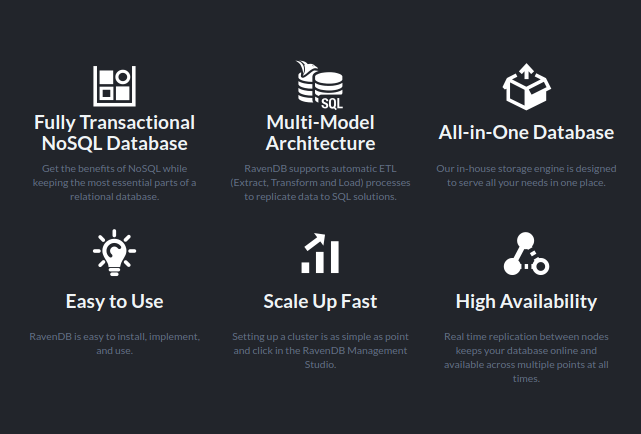 SQL
Fully Transactional
NoSQL Database
Get the benefits of NoSQL while
keeping the most essential parts of a
relational database.
Multi-Model
Architecture
RavenDB supports automatic ETL
(Extract, Transform and Load) processes
to replicate data to SQL solutions.
All-in-One Database
Our in-house storage engine is designed
to serve all your needs in one place.
Easy to Use
RavenDB is easy to install, implement,
and use.
Scale Up Fast
Setting up a cluster is as simple as point
and click in the RavenDB Management
Studio.
High Availability
Real time replication between nodes
keeps your database online and
available across multiple points at all
times.